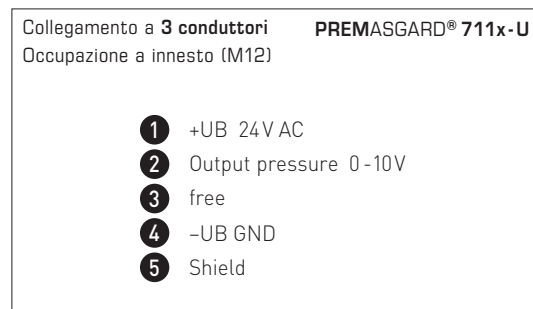 Collegamento a 3 conduttori PREMASGARD® 711x-U
Occupazione a innesto (M12)
1 +UB 24V AC
2 Output pressure 0-10V
3 free
4 –UB GND
5 Shield